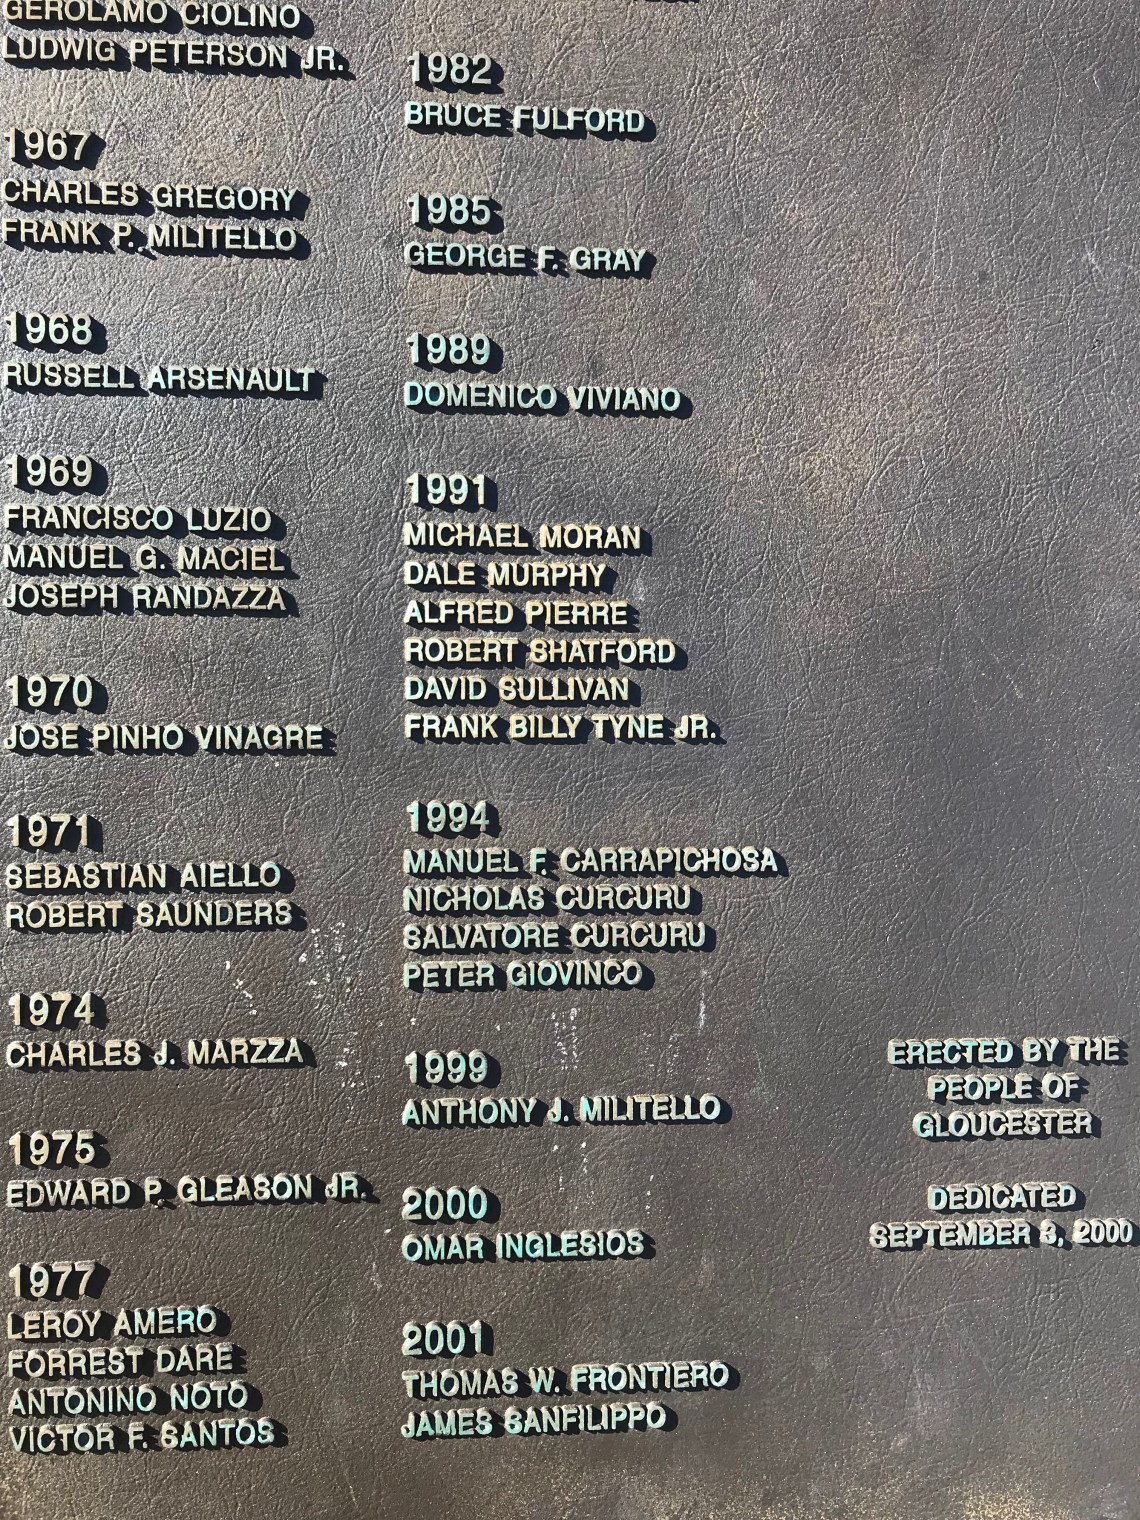 GEROLAMO CIOLINO
LUDWIG PETERSON JR.
1967
CHARLES GREGORY
FRANK P. MILITELLO
1968
RUSSELL ARSENAULT
1969
FRANCISCO LUZIO
MANUEL G. MACIEL
JOSEPH RANDAZZA
1970
JOSE PINHO VINAGRE
1971
SEBASTIAN AIELLO
ROBERT SAUNDERS
1974
CHARLES J. MARZZA
1975
EDWARD P. GLEASON JR.
1977
LEROY AMERO
FORREST DARE
ANTONINO NOTO
VICTOR F. SANTOS
1982
BRUCE FULFORD
1985
GEORGE F. GRAY
1989
DOMENICO VIVIANO
1991
MICHAEL MORAN
DALE MURPHY
ALFRED PIERRE
ROBERT SHATFORD
DAVID SULLIVAN
FRANK BILLY TYNE JR.
1994
MANUEL F. CARRAPICHOSA
NICHOLAS CURCURU
SALVATORE CURCURU
PETER GIOVINCO
1999
ANTHONY J. MILITELLO
2000
OMAR INGLESIOS
2001
THOMAS W. FRONTIERO
JAMES SANFILIPPO
ERECTED BY THE
PEOPLE OF
GLOUCESTER
DEDICATED
SEPTEMBER 3, 2000